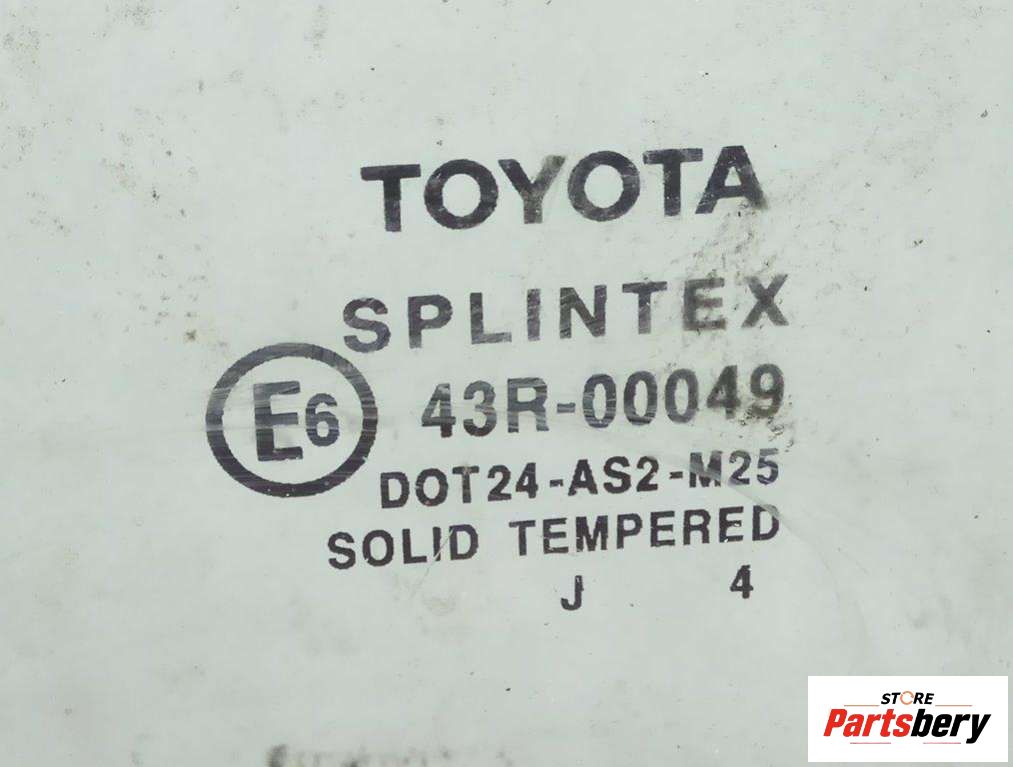 TOYOTA
SPLINTEX
E6 43R-00049
DOT24-AS2-M25
SOLID TEMPERED
J 4
STORE
Partsbery